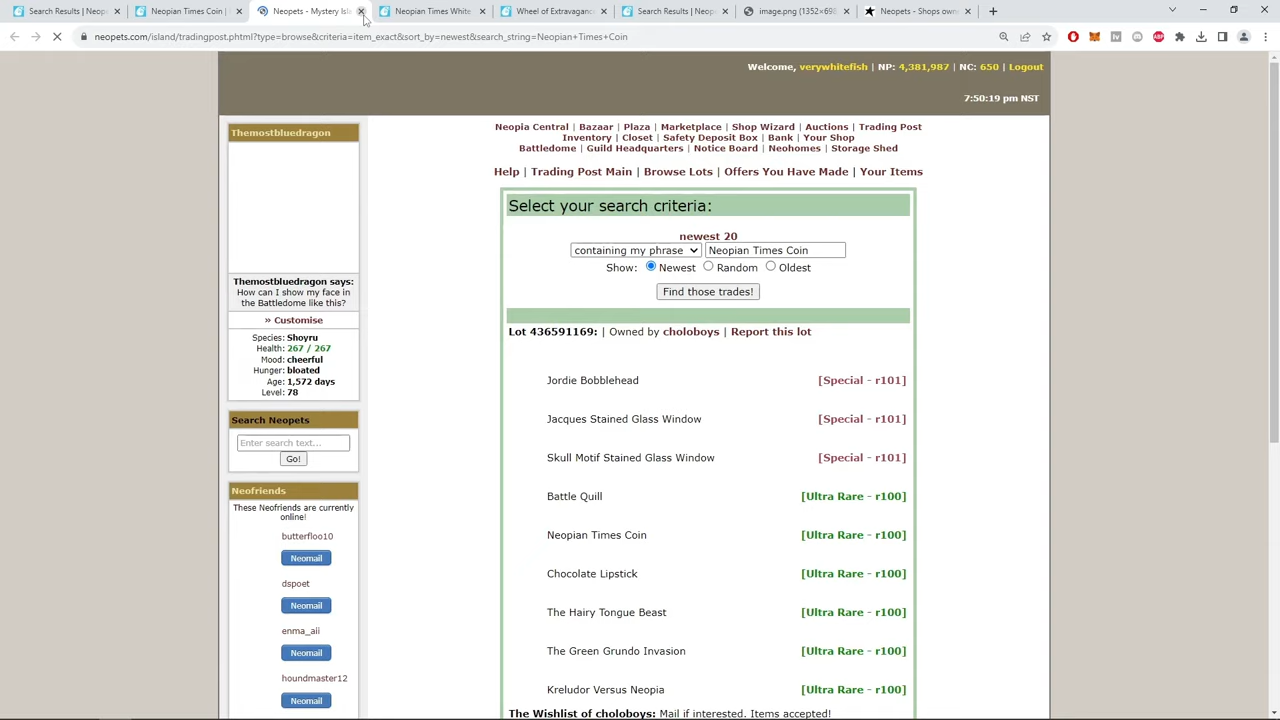 Search Results | Neop
Neopian Times Coin |
Neopets - Mystery Isl
Neopian Times White
Wheel of Extravagan
Search Results | Neop
image.png (1352×698
Neopets - Shops own
neopets.com/island/tradingpost.phtml?type=browse&criteria=item_exact&sort_by=newest&search_string=Neopian+Times+Coin
Welcome, verywhitefish | NP: 4,381,987 | NC: 650 | Logout
7:50:19 pm NST
Themostbluedragon
Themostbluedragon says:
How can I show my face in
the Battledome like this?
» Customise
Species: Shoyru
Health: 267 / 267
Mood: cheerful
Hunger: bloated
Age: 1,572 days
Level: 78
Search Neopets
Enter search text...
Go!
Neofriends
These Neofriends are currently
online!
butterfloo10
Neomail
dspoet
Neomail
enma_aii
Neomail
houndmaster12
Neomail
Neopia Central | Bazaar | Plaza | Marketplace | Shop Wizard | Auctions | Trading Post
Inventory | Closet | Safety Deposit Box | Bank | Your Shop
Battledome | Guild Headquarters | Notice Board | Neohomes | Storage Shed
Help | Trading Post Main | Browse Lots | Offers You Have Made | Your Items
Select your search criteria:
newest 20
containing my phrase Neopian Times Coin
Show: Newest Random Oldest
Find those trades!
Lot 436591169: | Owned by choloboys | Report this lot
Jordie Bobblehead [Special - r101]
Jacques Stained Glass Window [Special - r101]
Skull Motif Stained Glass Window [Special - r101]
Battle Quill [Ultra Rare - r100]
Neopian Times Coin [Ultra Rare - r100]
Chocolate Lipstick [Ultra Rare - r100]
The Hairy Tongue Beast [Ultra Rare - r100]
The Green Grundo Invasion [Ultra Rare - r100]
Kreludor Versus Neopia [Ultra Rare - r100]
The Wishlist of choloboys: Mail if interested. Items accepted!